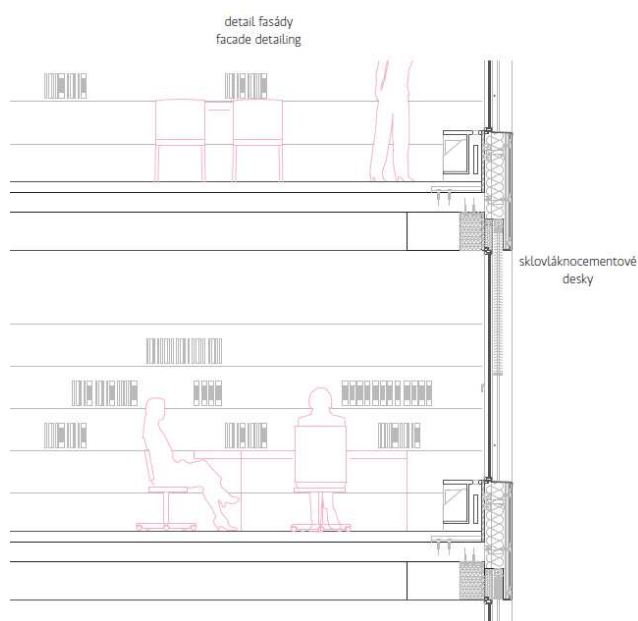 detail fasády
facade detailing
sklovláknocementové
desky